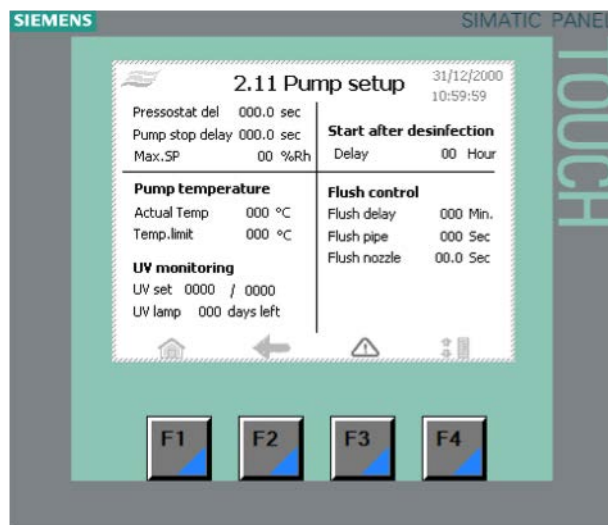 SIEMENS
SIMATIC PANEL
TOUCH
2.11 Pump setup
31/12/2000
10:59:59
Pressostat del 000.0 sec
Pump stop delay 000.0 sec
Max.SP 00 %Rh
Start after desinfection
Delay 00 Hour
Pump temperature
Actual Temp 000 °C
Temp.limit 000 °C
UV monitoring
UV set 0000 / 0000
UV lamp 000 days left
Flush control
Flush delay 000 Min.
Flush pipe 000 Sec
Flush nozzle 00.0 Sec
F1 F2 F3 F4